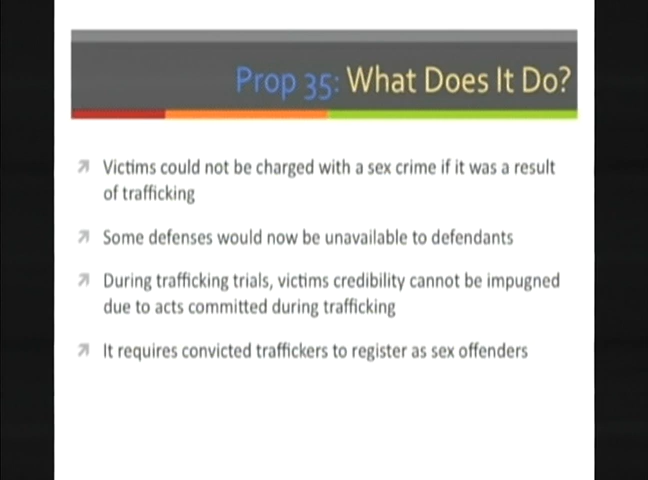 Prop 35: What Does It Do?
Victims could not be charged with a sex crime if it was a result
of trafficking
Some defenses would now be unavailable to defendants
During trafficking trials, victims credibility cannot be impugned
due to acts committed during trafficking
It requires convicted traffickers to register as sex offenders